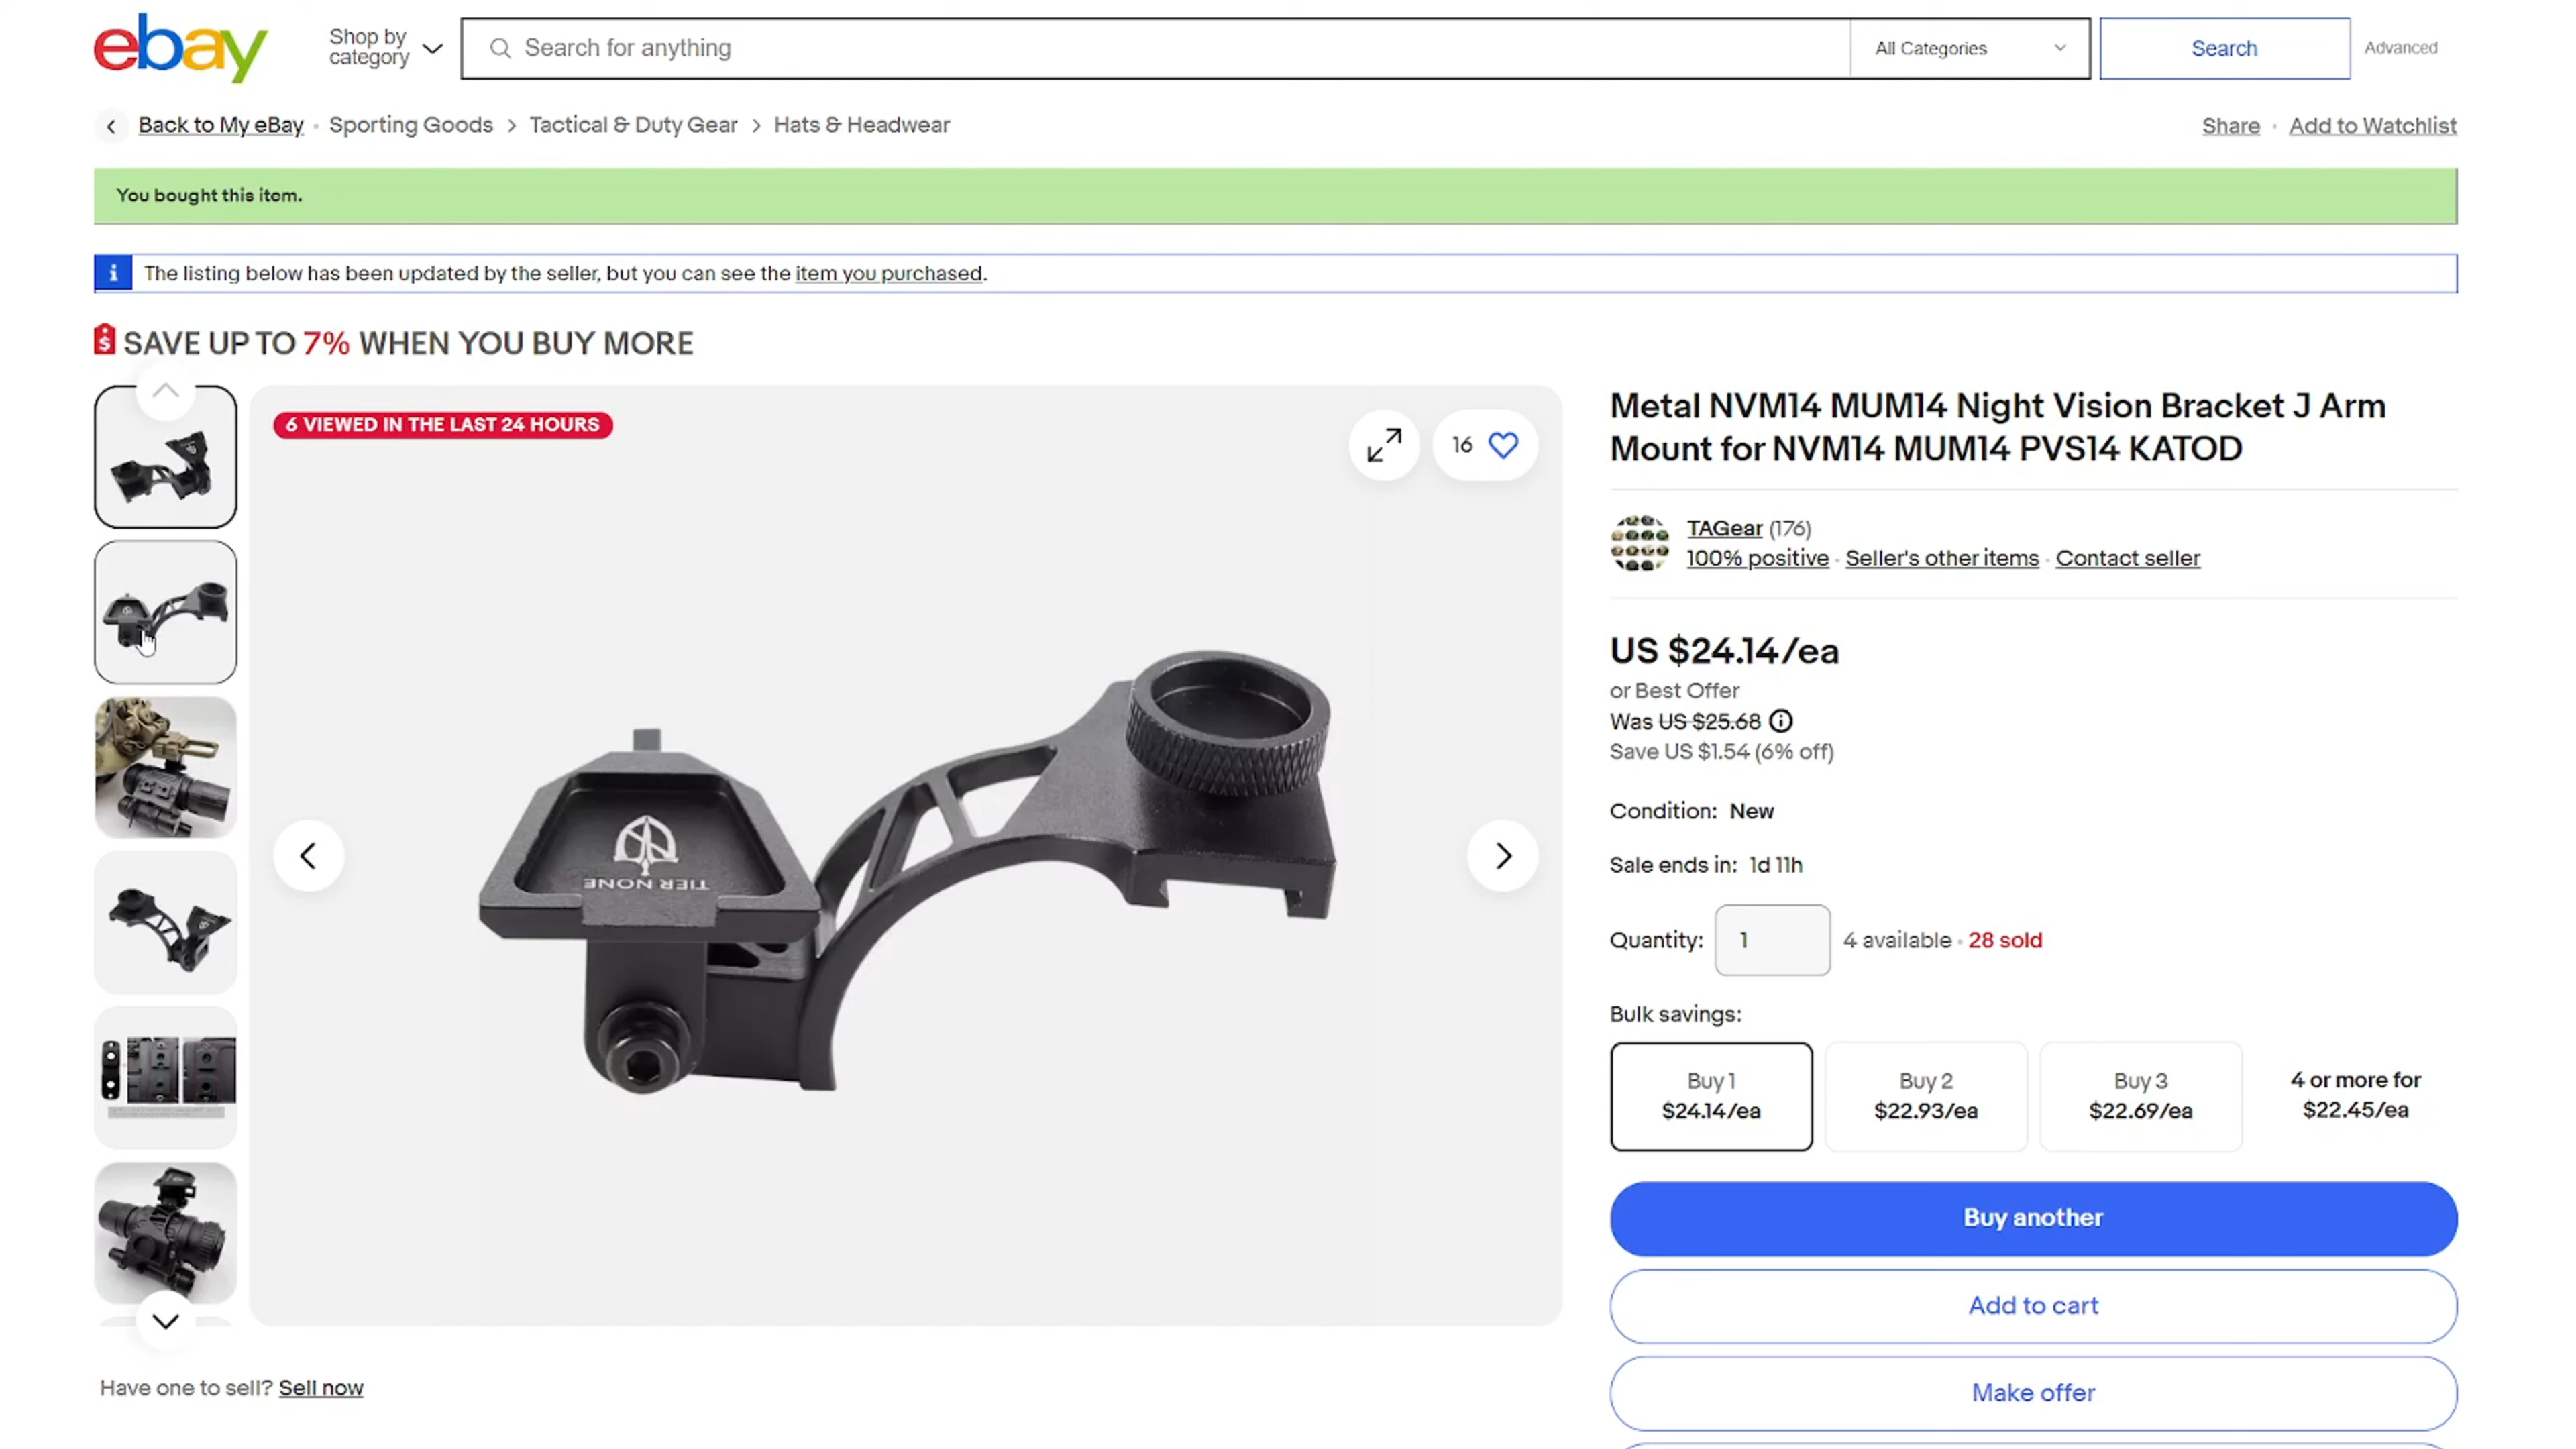 ebay
Shop by category
Search for anything
All Categories
Search
Advanced
Back to My eBay
Sporting Goods > Tactical & Duty Gear > Hats & Headwear
Share
Add to Watchlist
You bought this item.
i The listing below has been updated by the seller, but you can see the item you purchased.
$ SAVE UP TO 7% WHEN YOU BUY MORE
6 VIEWED IN THE LAST 24 HOURS
16
TIER NONE
Metal NVM14 MUM14 Night Vision Bracket J Arm
Mount for NVM14 MUM14 PVS14 KATOD
TAGear (176)
100% positive · Seller's other items · Contact seller
US $24.14/ea
or Best Offer
Was US $25.68
Save US $1.54 (6% off)
Condition: New
Sale ends in: 1d 11h
Quantity: 1 4 available · 28 sold
Bulk savings:
Buy 1
$24.14/ea
Buy 2
$22.93/ea
Buy 3
$22.69/ea
4 or more for
$22.45/ea
Buy another
Add to cart
Make offer
Have one to sell? Sell now